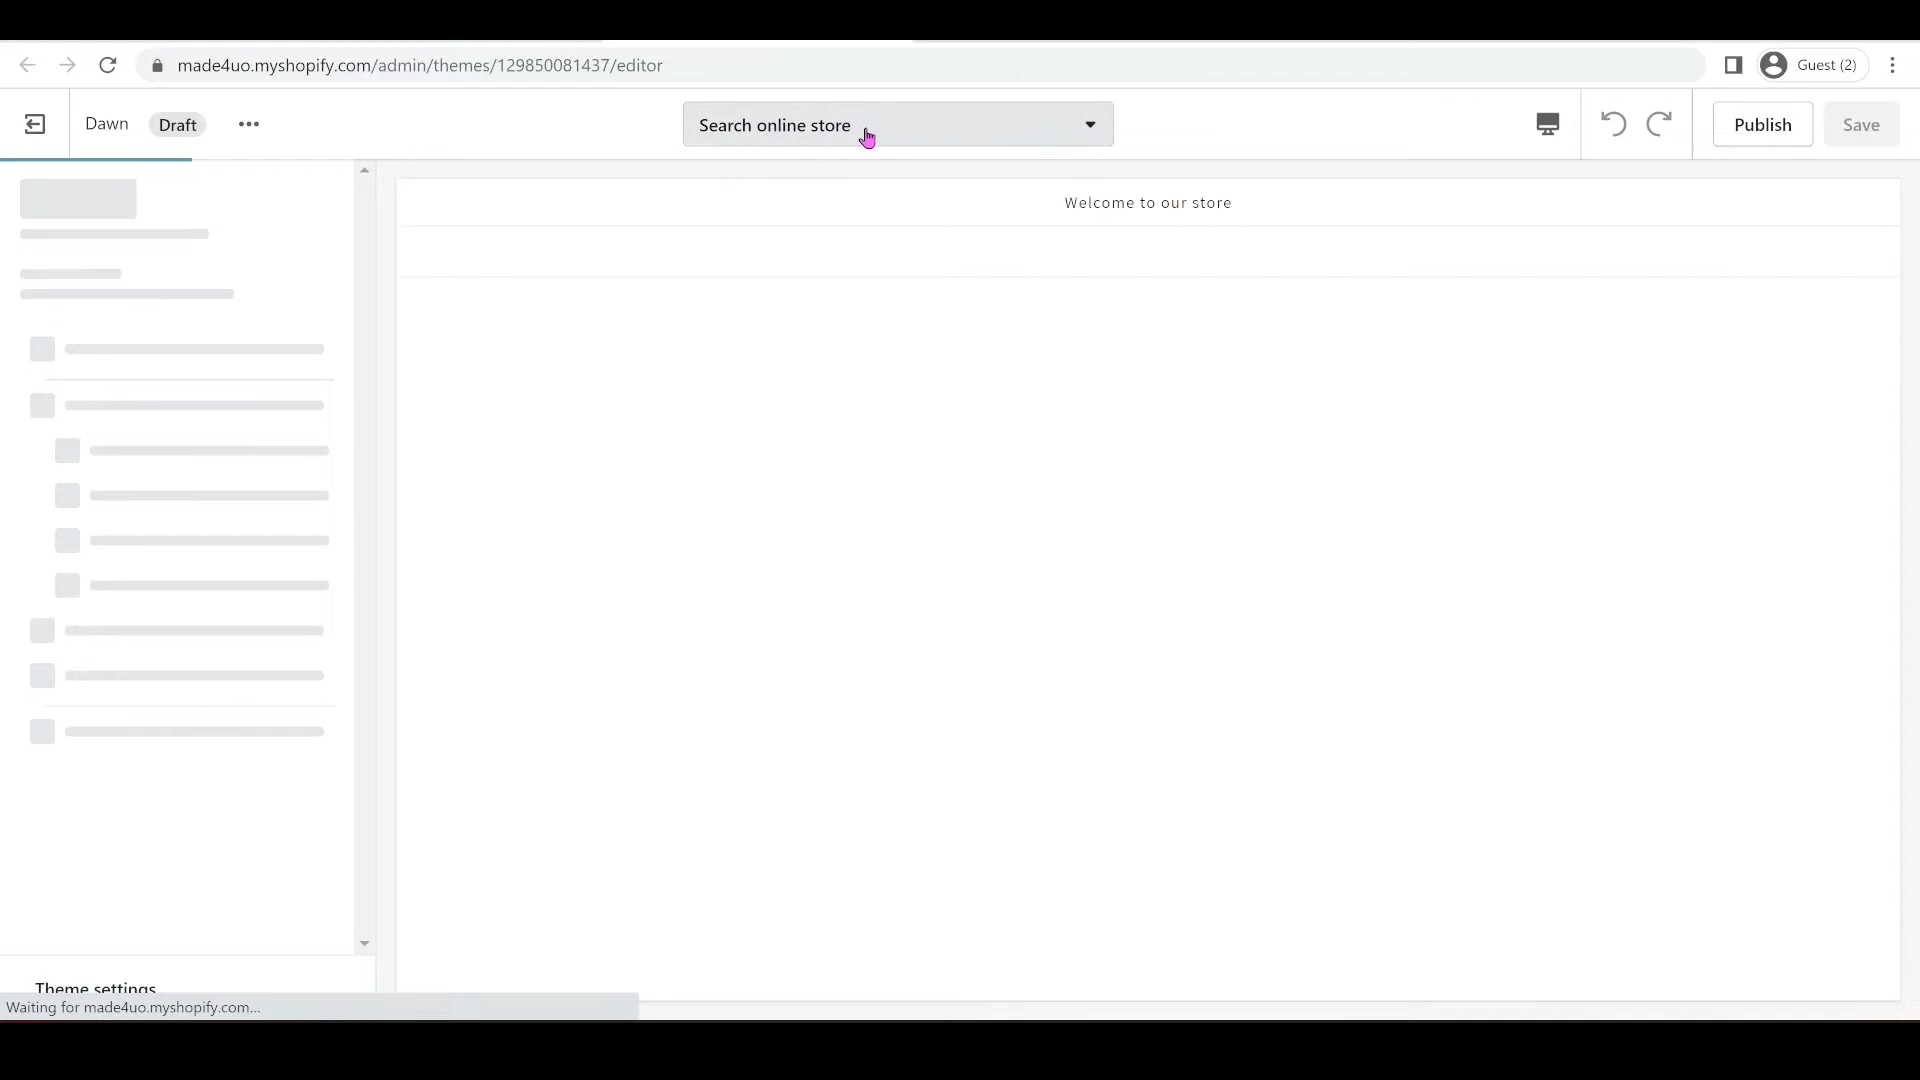 made4uo.myshopify.com/admin/themes/129850081437/editor
Guest (2)
Dawn
Draft
Search online store
Publish
Save
Welcome to our store
Theme settings
Waiting for made4uo.myshopify.com...